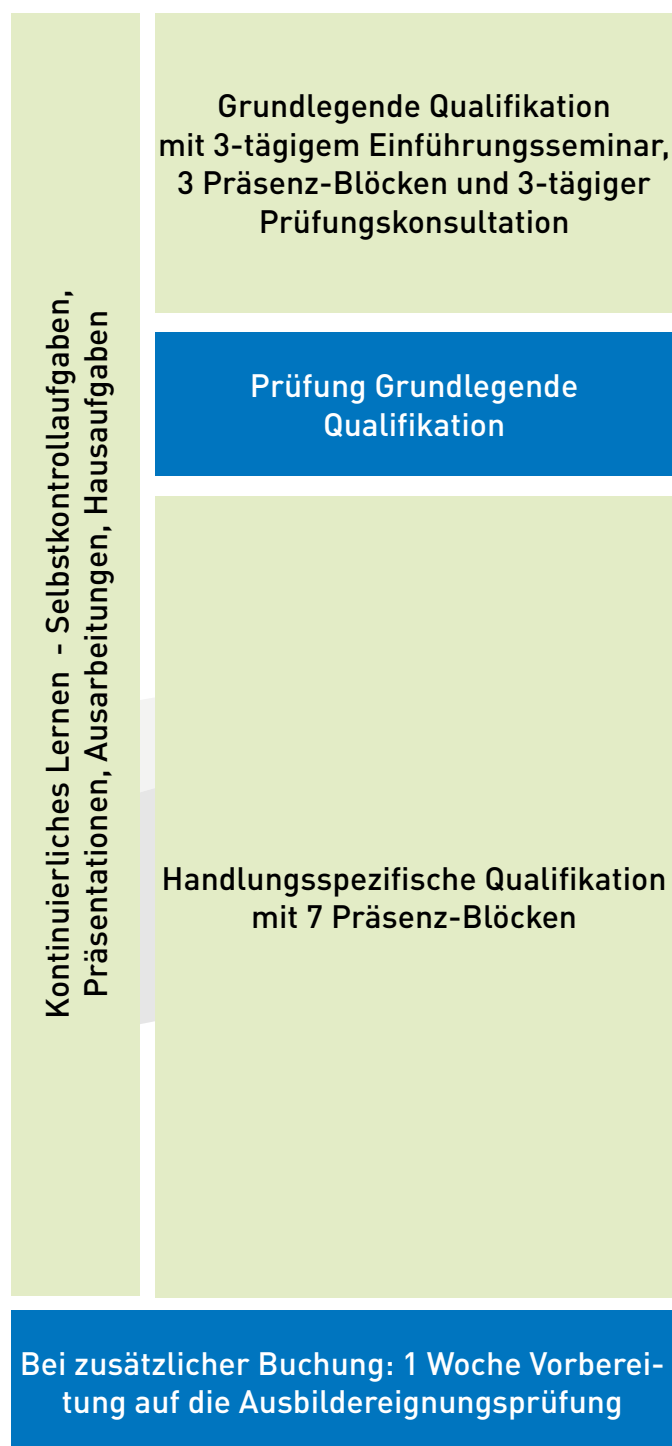 Grundlegende Qualifikation
mit 3-tägigem Einführungsseminar,
3 Präsenz-Blöcken und 3-tägiger
Prüfungskonsultation
Prüfung Grundlegende
Qualifikation
Kontinuierliches Lernen - Selbstkontrollaufgaben,
Präsentationen, Ausarbeitungen, Hausaufgaben
Handlungsspezifische Qualifikation
mit 7 Präsenz-Blöcken
Bei zusätzlicher Buchung: 1 Woche Vorberei-
tung auf die Ausbildereignungsprüfung